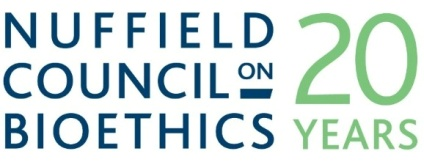 NUFFIELD
COUNCIL ON
BIOETHICS
20
YEARS